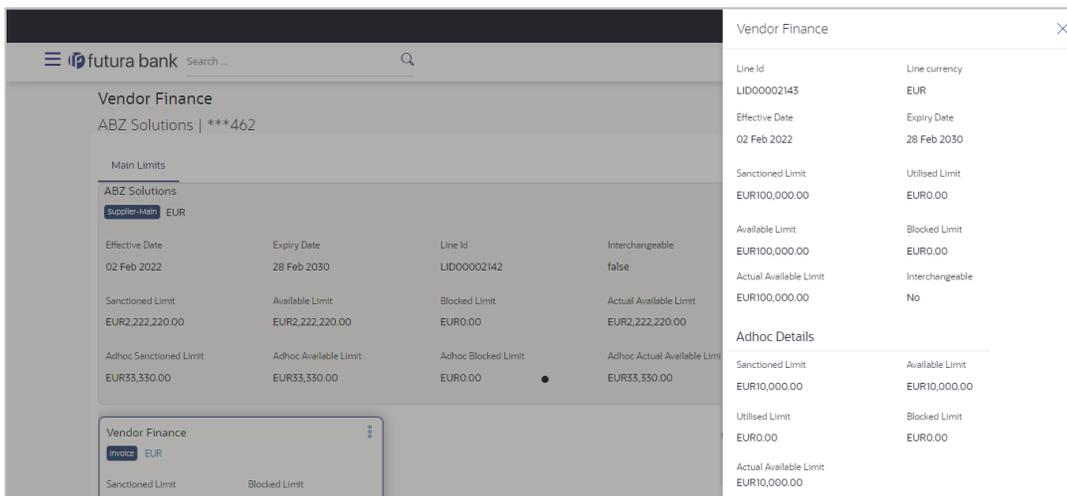 futura bank Search ...
Vendor Finance
ABZ Solutions | ***462
Main Limits
ABZ Solutions
Supplier-Main EUR
Effective Date Expiry Date Line Id Interchangeable
02 Feb 2022 28 Feb 2030 LID00002142 false
Sanctioned Limit Available Limit Blocked Limit Actual Available Limit
EUR2,222,220.00 EUR2,222,220.00 EUR0.00 EUR2,222,220.00
Adhoc Sanctioned Limit Adhoc Available Limit Adhoc Blocked Limit Adhoc Actual Available Limi
EUR33,330.00 EUR33,330.00 EUR0.00 EUR33,330.00
Vendor Finance
Invoice EUR
Sanctioned Limit Blocked Limit
Vendor Finance
Line Id Line currency
LID00002143 EUR
Effective Date Expiry Date
02 Feb 2022 28 Feb 2030
Sanctioned Limit Utilised Limit
EUR100,000.00 EUR0.00
Available Limit Blocked Limit
EUR100,000.00 EUR0.00
Actual Available Limit Interchangeable
EUR100,000.00 No
Adhoc Details
Sanctioned Limit Available Limit
EUR10,000.00 EUR10,000.00
Utilised Limit Blocked Limit
EUR0.00 EUR0.00
Actual Available Limit
EUR10,000.00